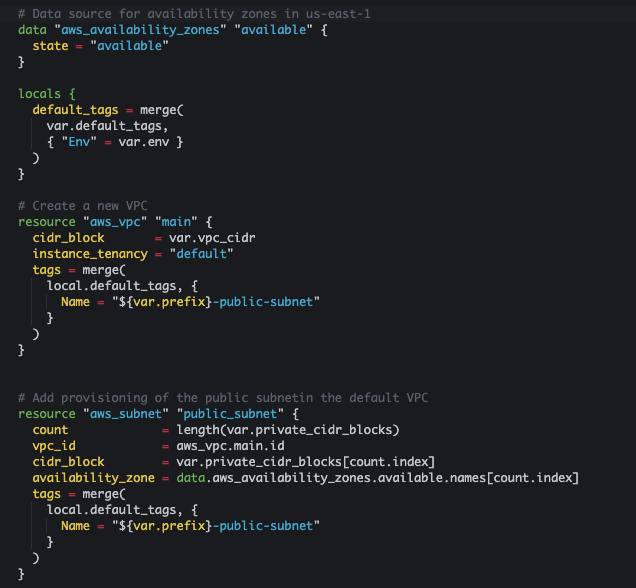 # Data source for availability zones in us-east-1
data "aws_availability_zones" "available" {
  state = "available"
}

locals {
  default_tags = merge(
    var.default_tags,
    { "Env" = var.env }
  )
}

# Create a new VPC
resource "aws_vpc" "main" {
  cidr_block       = var.vpc_cidr
  instance_tenancy = "default"
  tags = merge(
    local.default_tags, {
      Name = "${var.prefix}-public-subnet"
    }
  )
}


# Add provisioning of the public subnetin the default VPC
resource "aws_subnet" "public_subnet" {
  count             = length(var.private_cidr_blocks)
  vpc_id            = aws_vpc.main.id
  cidr_block        = var.private_cidr_blocks[count.index]
  availability_zone = data.aws_availability_zones.available.names[count.index]
  tags = merge(
    local.default_tags, {
      Name = "${var.prefix}-public-subnet"
    }
  )
}